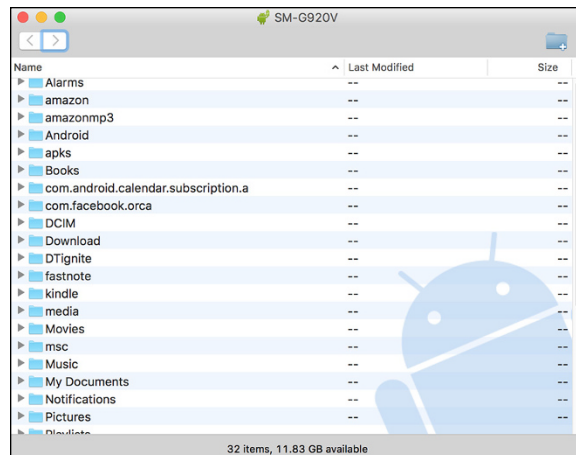 SM-G920V
Name Last Modified Size
Alarms -- --
amazon -- --
amazonmp3 -- --
Android -- --
apks -- --
Books -- --
com.android.calendar.subscription.a -- --
com.facebook.orca -- --
DCIM -- --
Download -- --
DTignite -- --
fastnote -- --
kindle -- --
media -- --
Movies -- --
msc -- --
Music -- --
My Documents -- --
Notifications -- --
Pictures -- --
Playlists -- --
32 items, 11.83 GB available